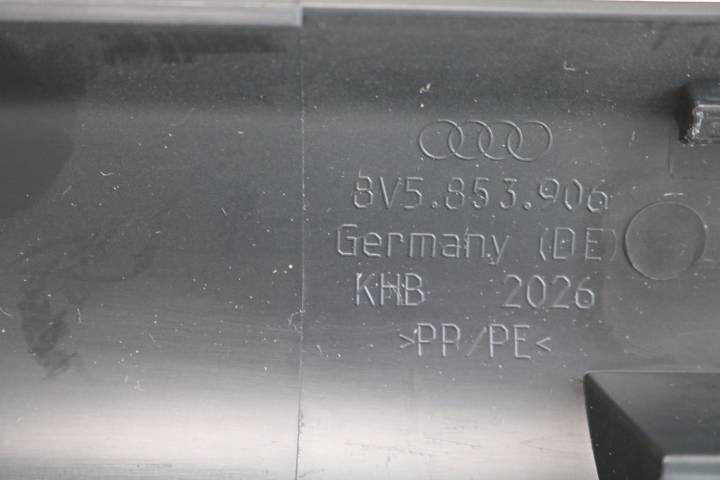 8V5.853.906
Germany (DE)
KHB 2026
>PP/PE<